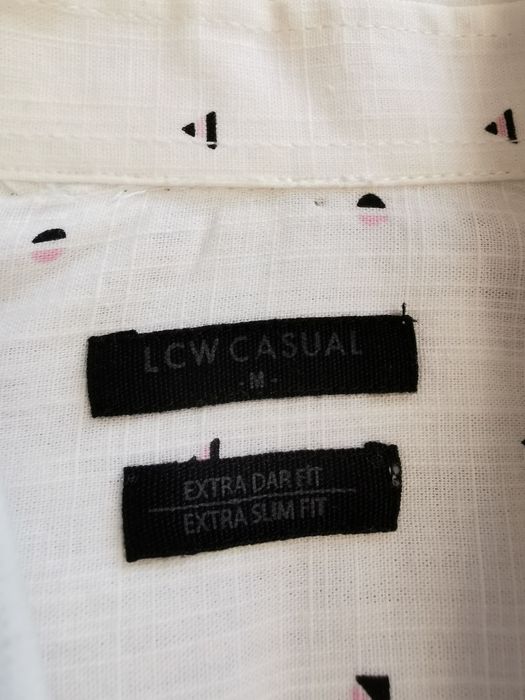 LCW CASUAL
- M -
EXTRA DAR FIT
EXTRA SLIM FIT